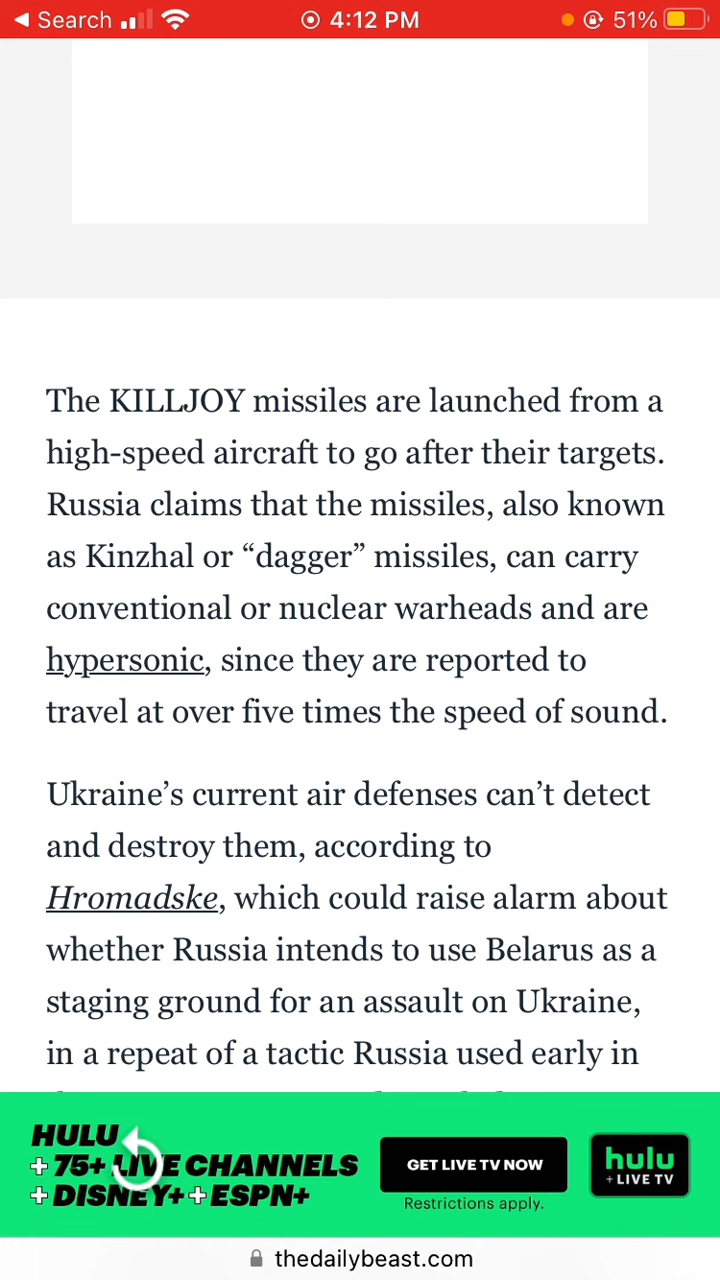 Search
4:12 PM
51%
The KILLJOY missiles are launched from a
high-speed aircraft to go after their targets.
Russia claims that the missiles, also known
as Kinzhal or “dagger” missiles, can carry
conventional or nuclear warheads and are
hypersonic, since they are reported to
travel at over five times the speed of sound.
Ukraine’s current air defenses can’t detect
and destroy them, according to
Hromadske, which could raise alarm about
whether Russia intends to use Belarus as a
staging ground for an assault on Ukraine,
in a repeat of a tactic Russia used early in
HULU
+ 75+ LIVE CHANNELS
+ DISNEY+ + ESPN+
GET LIVE TV NOW
Restrictions apply.
hulu
+ LIVE TV
thedailybeast.com